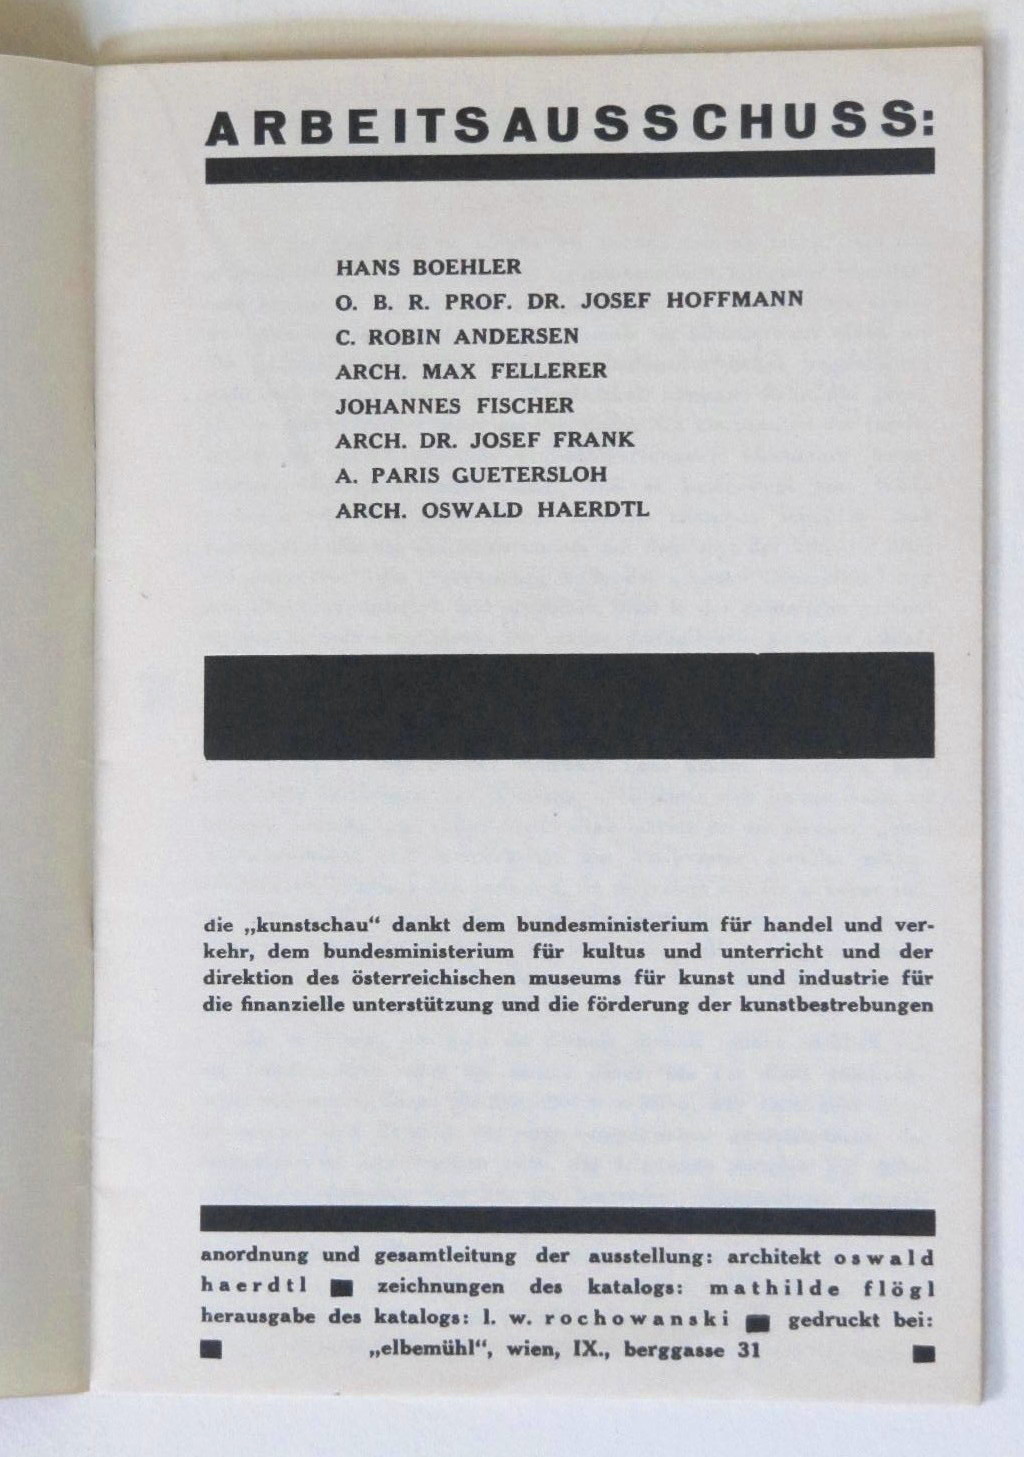 ARBEITSAUSSCHUSS:
HANS BOEHLER
O. B. R. PROF. DR. JOSEF HOFFMANN
C. ROBIN ANDERSEN
ARCH. MAX FELLERER
JOHANNES FISCHER
ARCH. DR. JOSEF FRANK
A. PARIS GUETERSLOH
ARCH. OSWALD HAERDTL
die „kunstschau“ dankt dem bundesministerium für handel und ver-
kehr, dem bundesministerium für kultus und unterricht und der
direktion des österreichischen museums für kunst und industrie für
die finanzielle unterstützung und die förderung der kunstbestrebungen
anordnung und gesamtleitung der ausstellung: architekt oswald
haerdtl ■ zeichnungen des katalogs: mathilde flögl
herausgabe des katalogs: l. w. rochowanski ■ gedruckt bei:
■ „elbemühl“, wien, IX., berggasse 31 ■